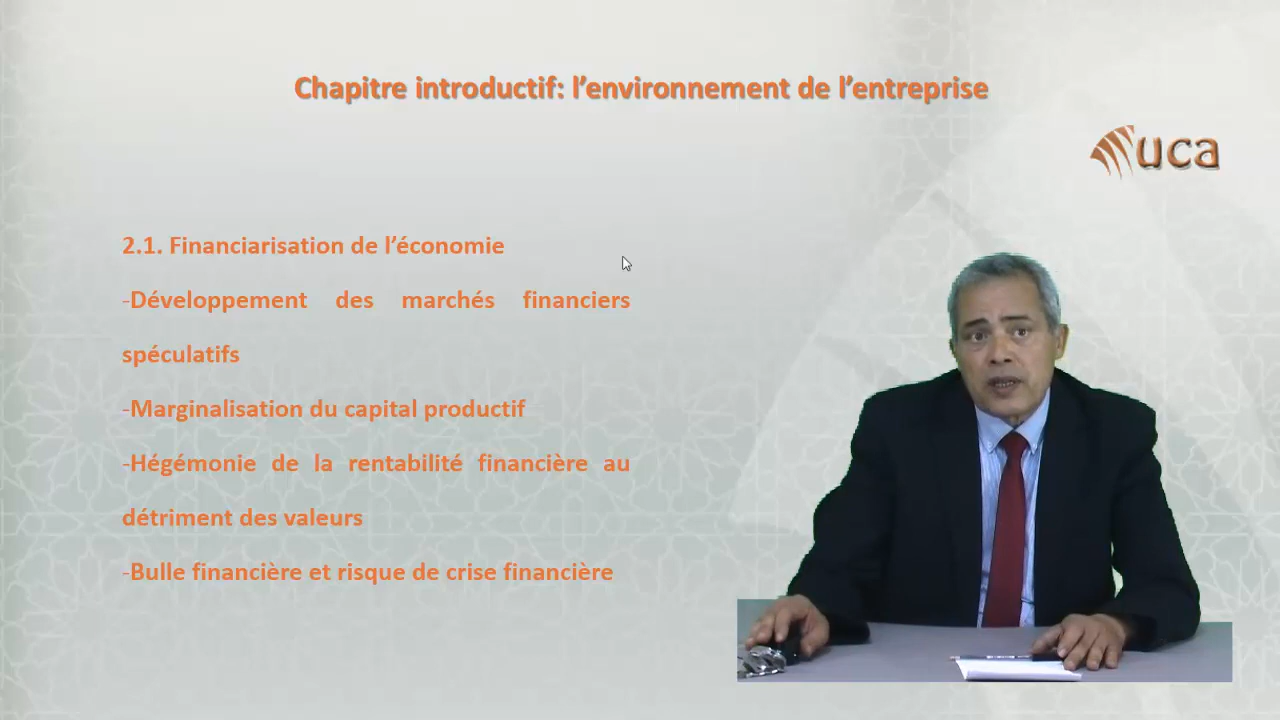 Chapitre introductif: l’environnement de l’entreprise
uca
2.1. Financiarisation de l’économie
-Développement des marchés financiers
spéculatifs
-Marginalisation du capital productif
-Hégémonie de la rentabilité financière au
détriment des valeurs
-Bulle financière et risque de crise financière